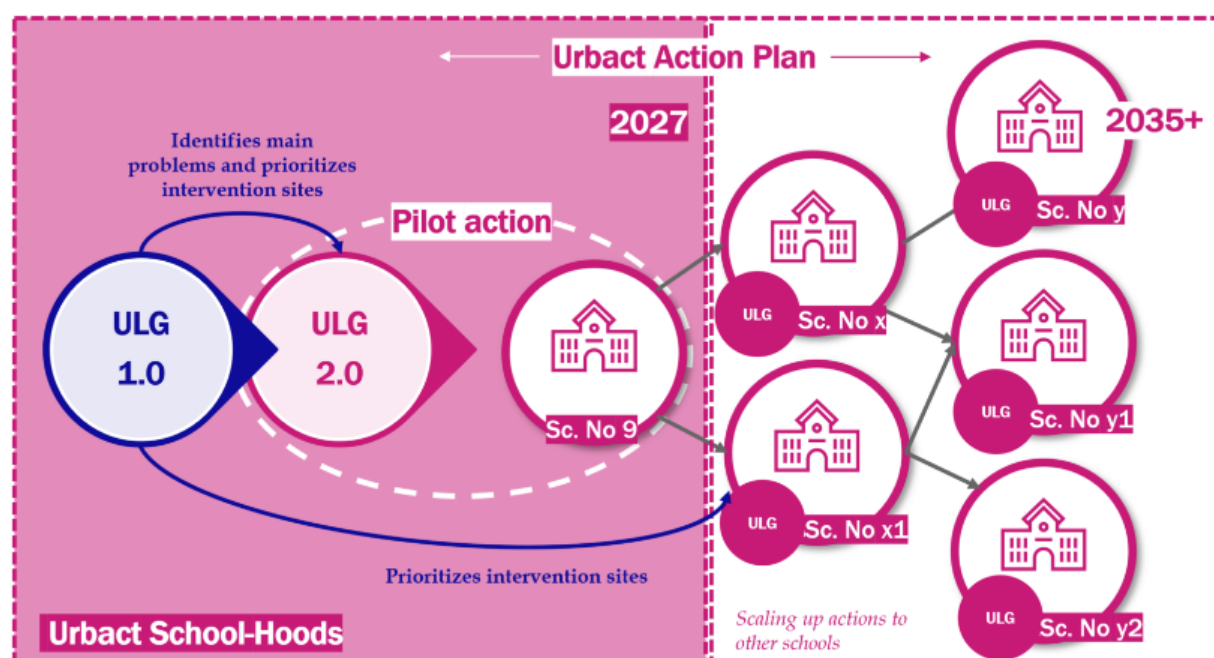 Urbact Action Plan
2027
2035+
Identifies main
problems and prioritizes
intervention sites
Pilot action
ULG
1.0
ULG
2.0
Sc. No 9
ULG
Sc. No x
ULG
Sc. No x1
ULG
Sc. No y
ULG
Sc. No y1
ULG
Sc. No y2
Prioritizes intervention sites
Urbact School-Hoods
Scaling up actions to
other schools